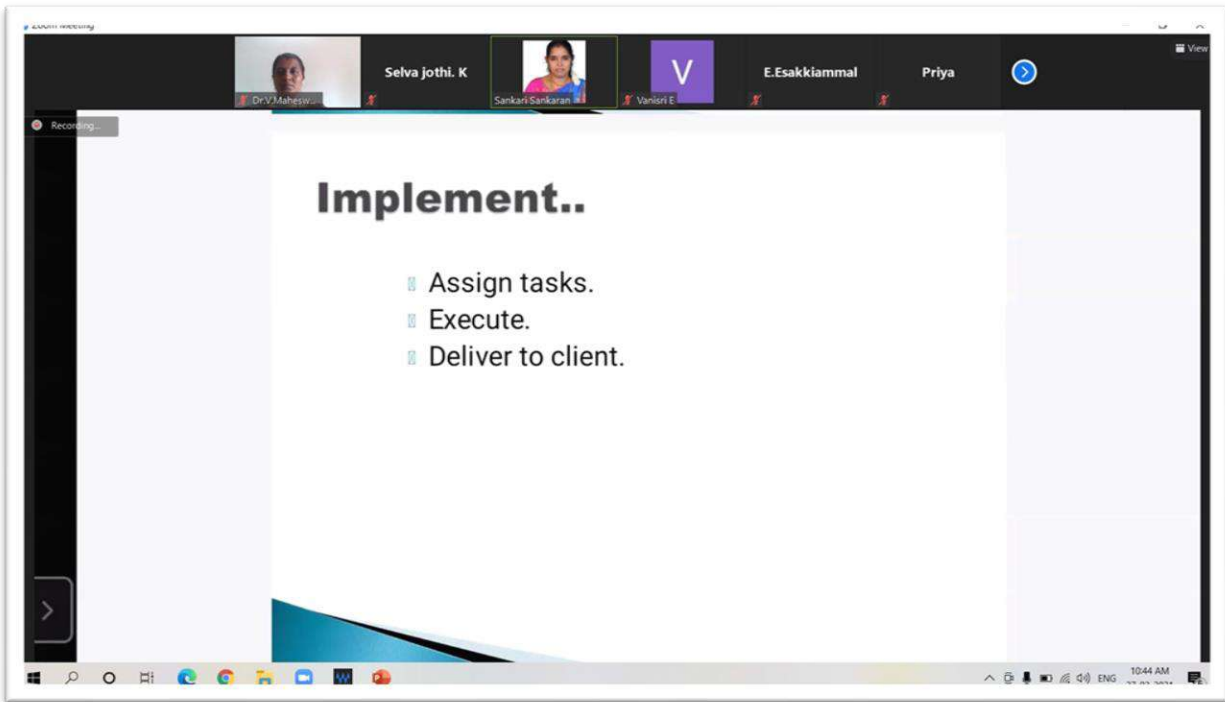 Zoom Meeting
View
Selva jothi. K
V
E.Esakkiammal
Priya
Dr.V.Mahesw...
Sankari Sankaran
Vanisri E
Recording...
Implement..
Assign tasks.
Execute.
Deliver to client.
ENG
10:44 AM